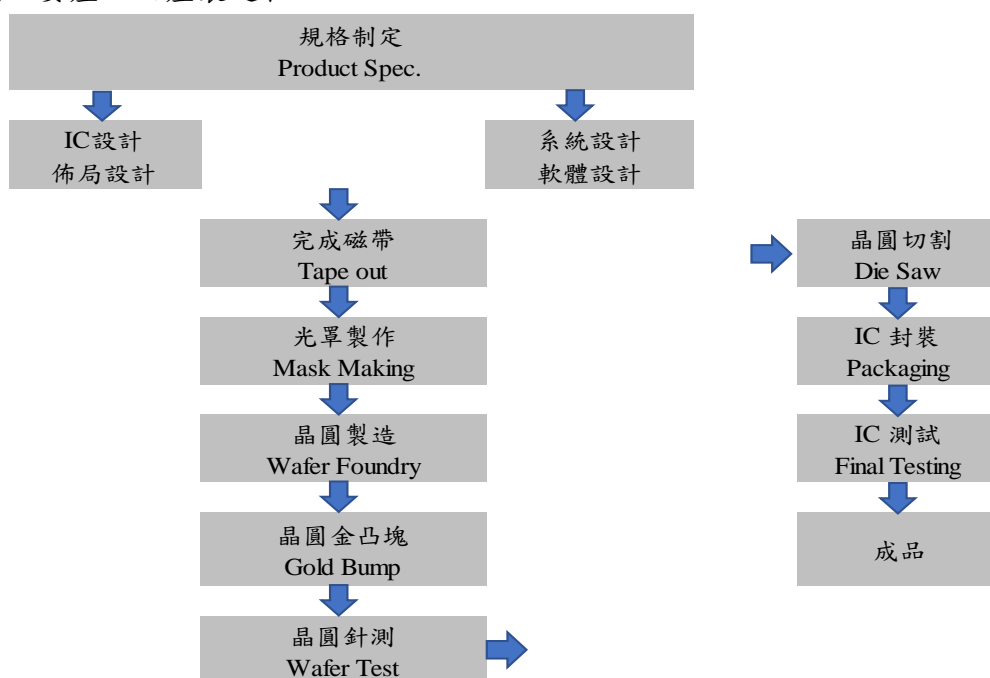 規格制定
Product Spec.
IC設計
佈局設計
系統設計
軟體設計
完成磁帶
Tape out
光罩製作
Mask Making
晶圓製造
Wafer Foundry
晶圓金凸塊
Gold Bump
晶圓針測
Wafer Test
晶圓切割
Die Saw
IC 封裝
Packaging
IC 測試
Final Testing
成品